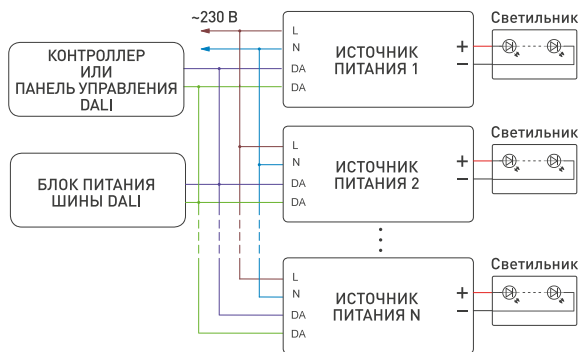 ~230 В
КОНТРОЛЛЕР
ИЛИ
ПАНЕЛЬ УПРАВЛЕНИЯ
DALI
БЛОК ПИТАНИЯ
ШИНЫ DALI
L
N
DA
DA
ИСТОЧНИК
ПИТАНИЯ 1
+
−
Светильник
L
N
DA
DA
ИСТОЧНИК
ПИТАНИЯ 2
+
−
Светильник
L
N
DA
DA
ИСТОЧНИК
ПИТАНИЯ N
+
−
Светильник